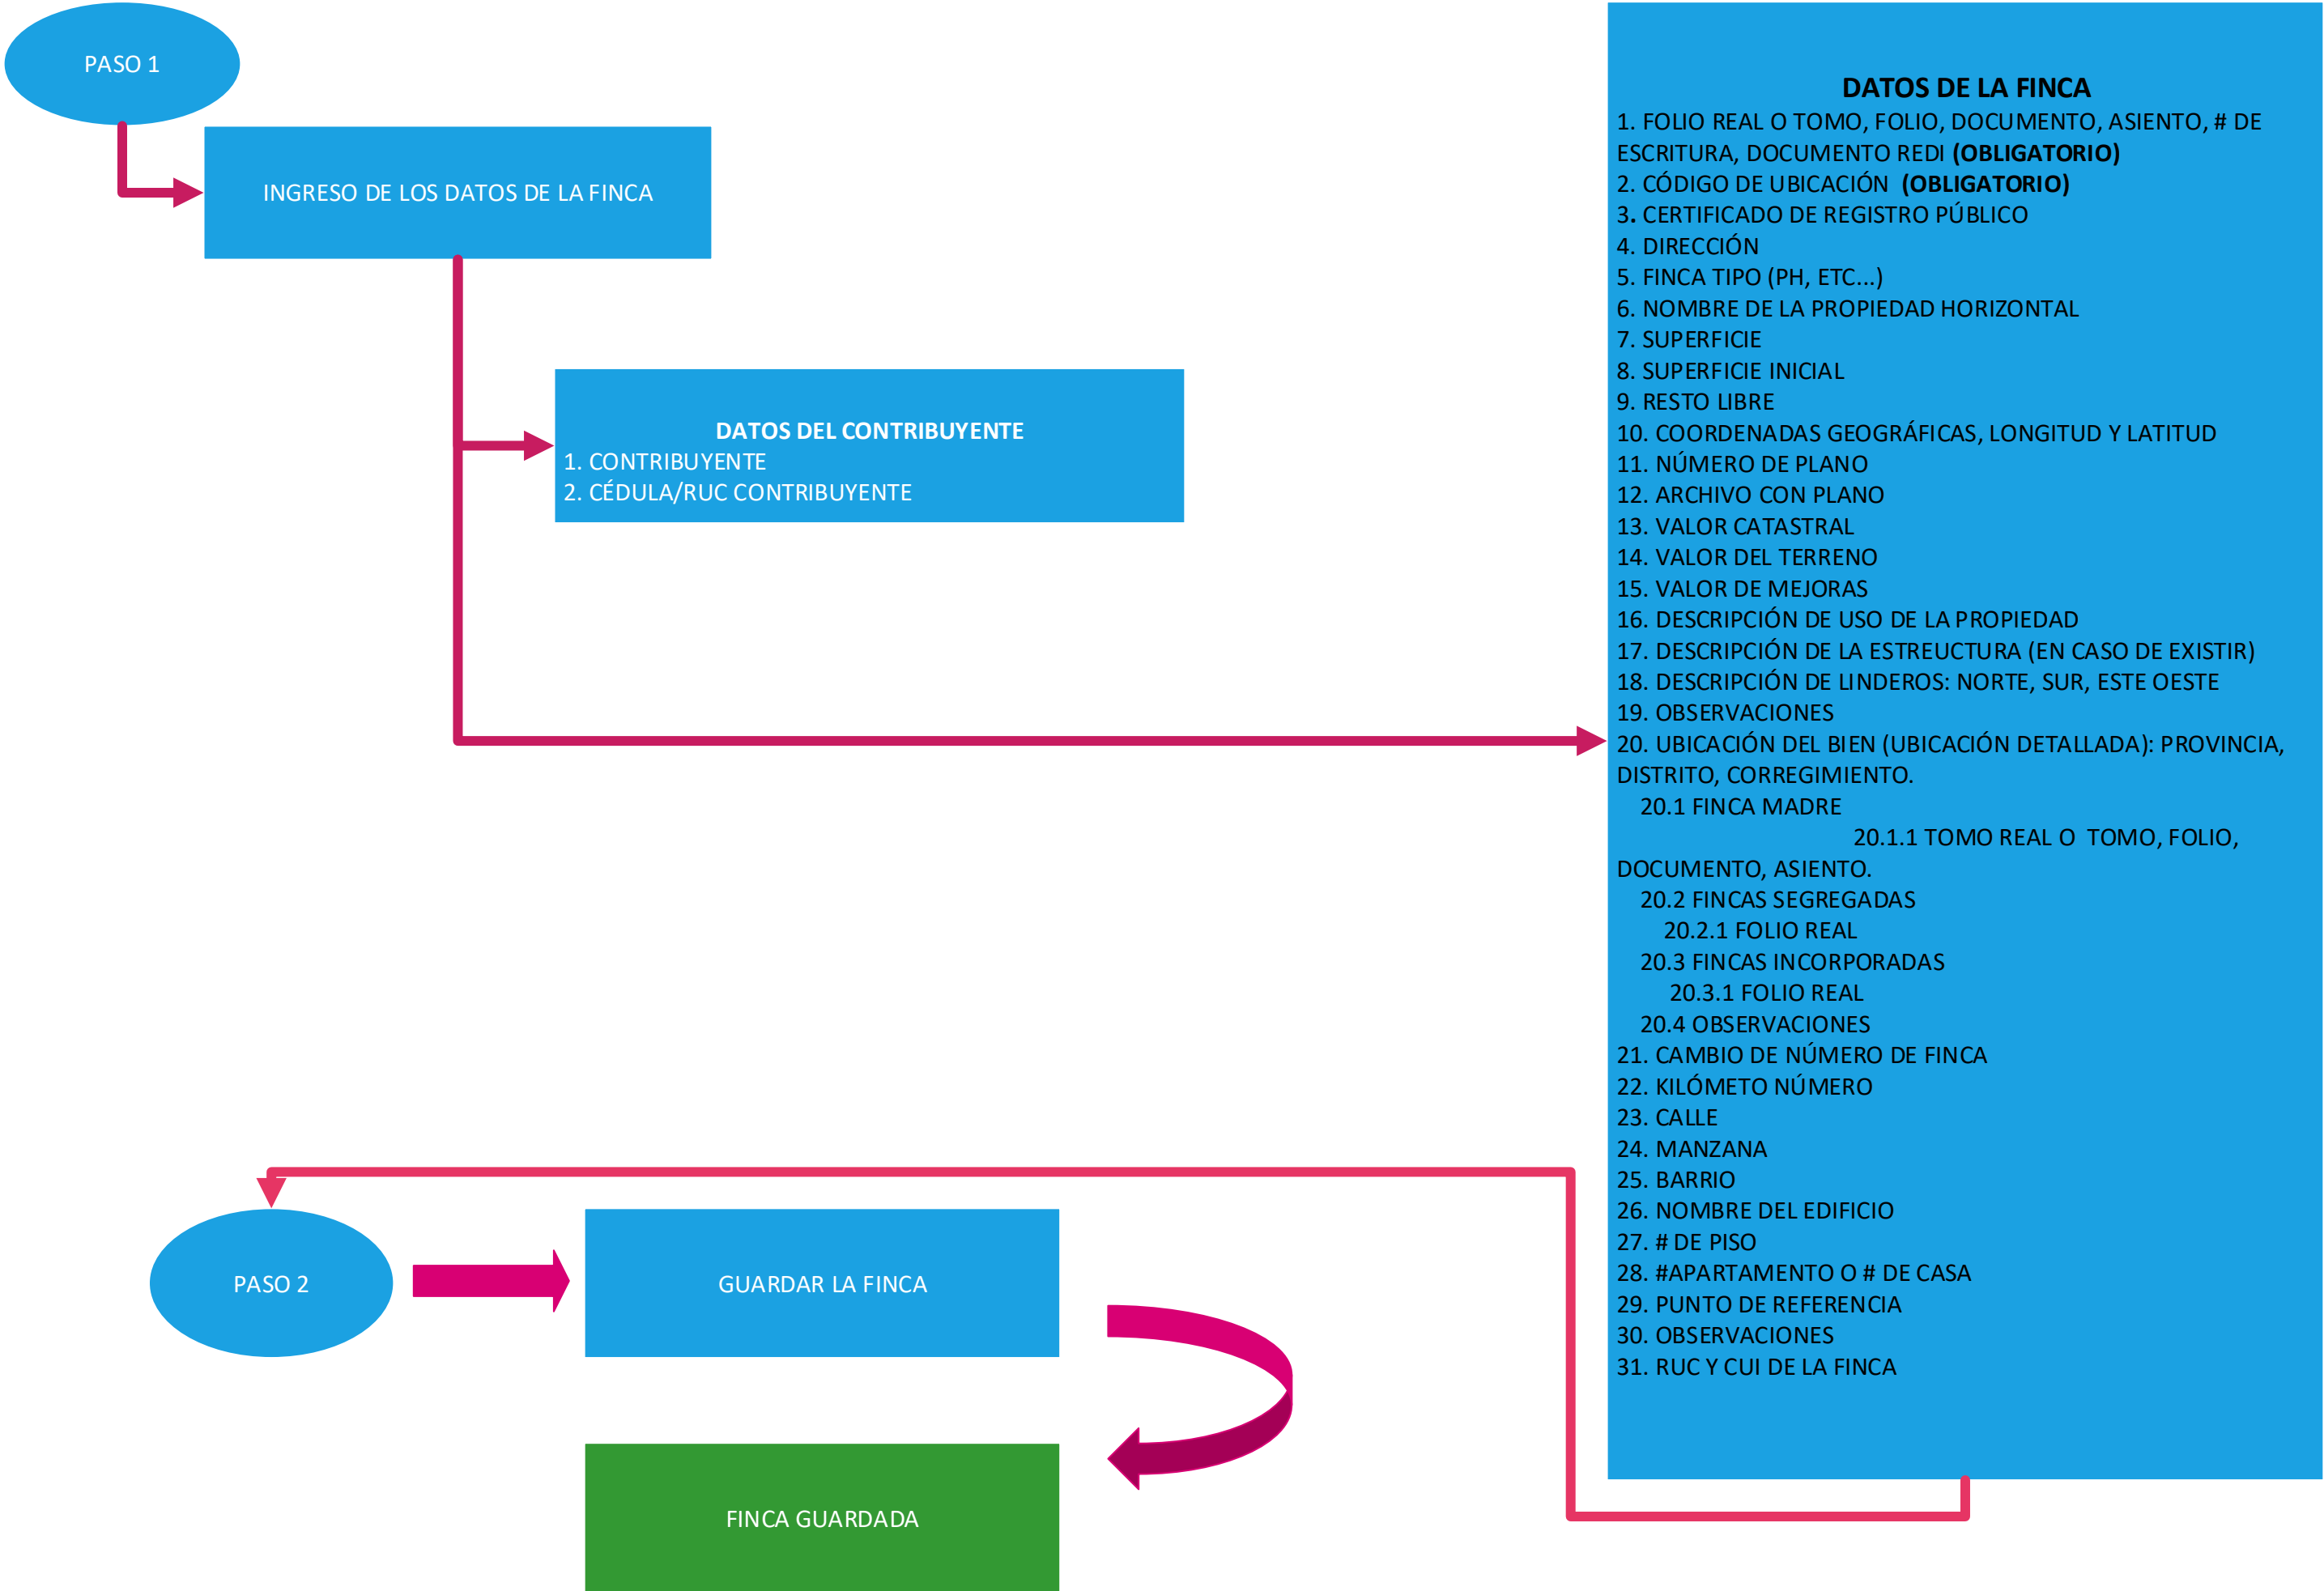 PASO 1
INGRESO DE LOS DATOS DE LA FINCA
DATOS DEL CONTRIBUYENTE
1. CONTRIBUYENTE
2. CÉDULA/RUC CONTRIBUYENTE
DATOS DE LA FINCA
1. FOLIO REAL O TOMO, FOLIO, DOCUMENTO, ASIENTO, # DE
ESCRITURA, DOCUMENTO REDI (OBLIGATORIO)
2. CÓDIGO DE UBICACIÓN (OBLIGATORIO)
3. CERTIFICADO DE REGISTRO PÚBLICO
4. DIRECCIÓN
5. FINCA TIPO (PH, ETC...)
6. NOMBRE DE LA PROPIEDAD HORIZONTAL
7. SUPERFICIE
8. SUPERFICIE INICIAL
9. RESTO LIBRE
10. COORDENADAS GEOGRÁFICAS, LONGITUD Y LATITUD
11. NÚMERO DE PLANO
12. ARCHIVO CON PLANO
13. VALOR CATASTRAL
14. VALOR DEL TERRENO
15. VALOR DE MEJORAS
16. DESCRIPCIÓN DE USO DE LA PROPIEDAD
17. DESCRIPCIÓN DE LA ESTREUCTURA (EN CASO DE EXISTIR)
18. DESCRIPCIÓN DE LINDEROS: NORTE, SUR, ESTE OESTE
19. OBSERVACIONES
20. UBICACIÓN DEL BIEN (UBICACIÓN DETALLADA): PROVINCIA,
DISTRITO, CORREGIMIENTO.
20.1 FINCA MADRE
20.1.1 TOMO REAL O TOMO, FOLIO,
DOCUMENTO, ASIENTO.
20.2 FINCAS SEGREGADAS
20.2.1 FOLIO REAL
20.3 FINCAS INCORPORADAS
20.3.1 FOLIO REAL
20.4 OBSERVACIONES
21. CAMBIO DE NÚMERO DE FINCA
22. KILÓMETO NÚMERO
23. CALLE
24. MANZANA
25. BARRIO
26. NOMBRE DEL EDIFICIO
27. # DE PISO
28. #APARTAMENTO O # DE CASA
29. PUNTO DE REFERENCIA
30. OBSERVACIONES
31. RUC Y CUI DE LA FINCA
PASO 2
GUARDAR LA FINCA
FINCA GUARDADA